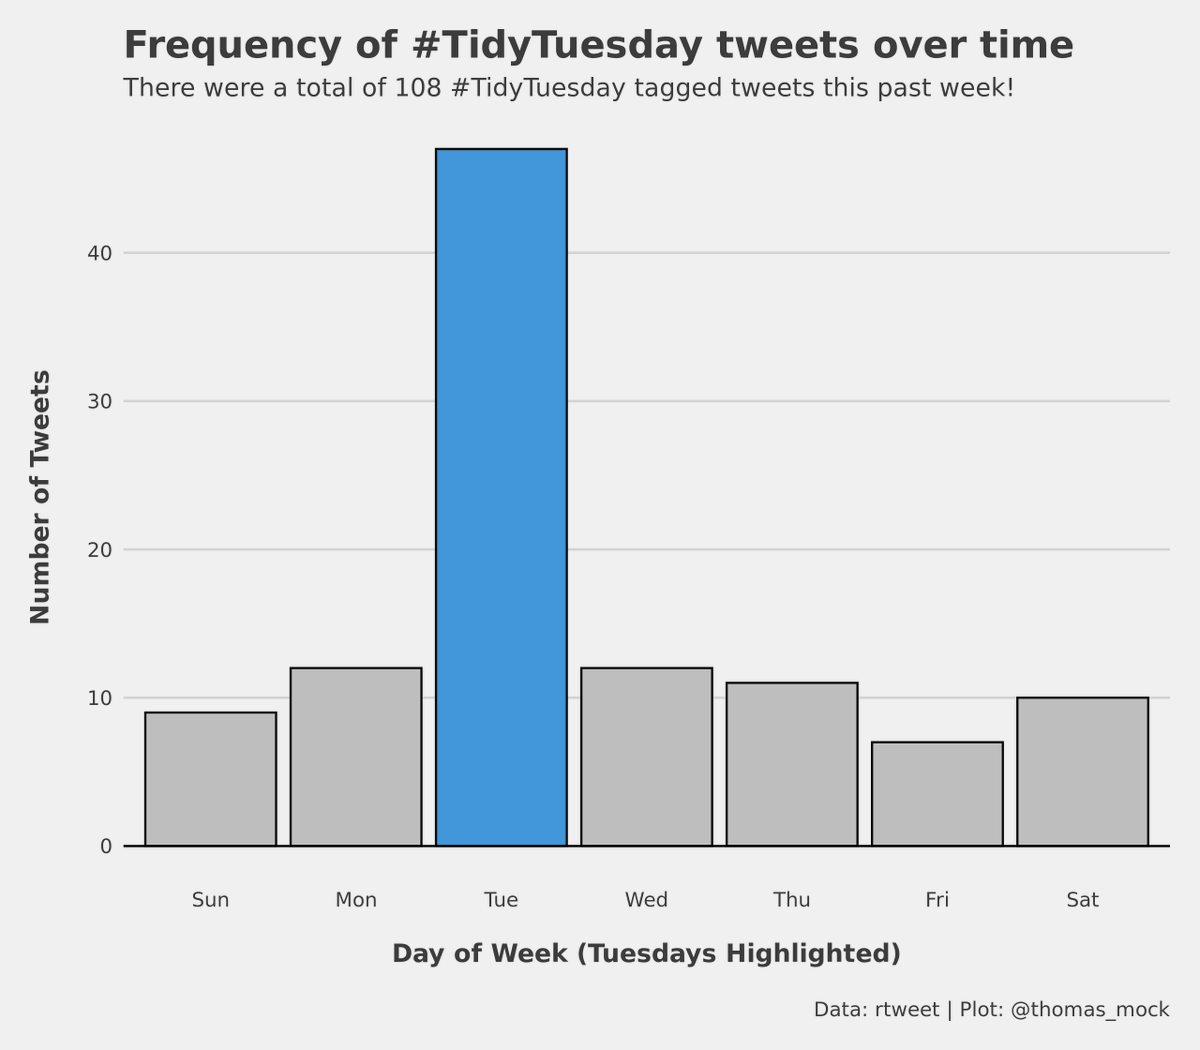 Frequency of #TidyTuesday tweets over time
There were a total of 108 #TidyTuesday tagged tweets this past week!
Number of Tweets
40
30
20
10
0
Sun Mon Tue Wed Thu Fri Sat
Day of Week (Tuesdays Highlighted)
Data: rtweet | Plot: @thomas_mock